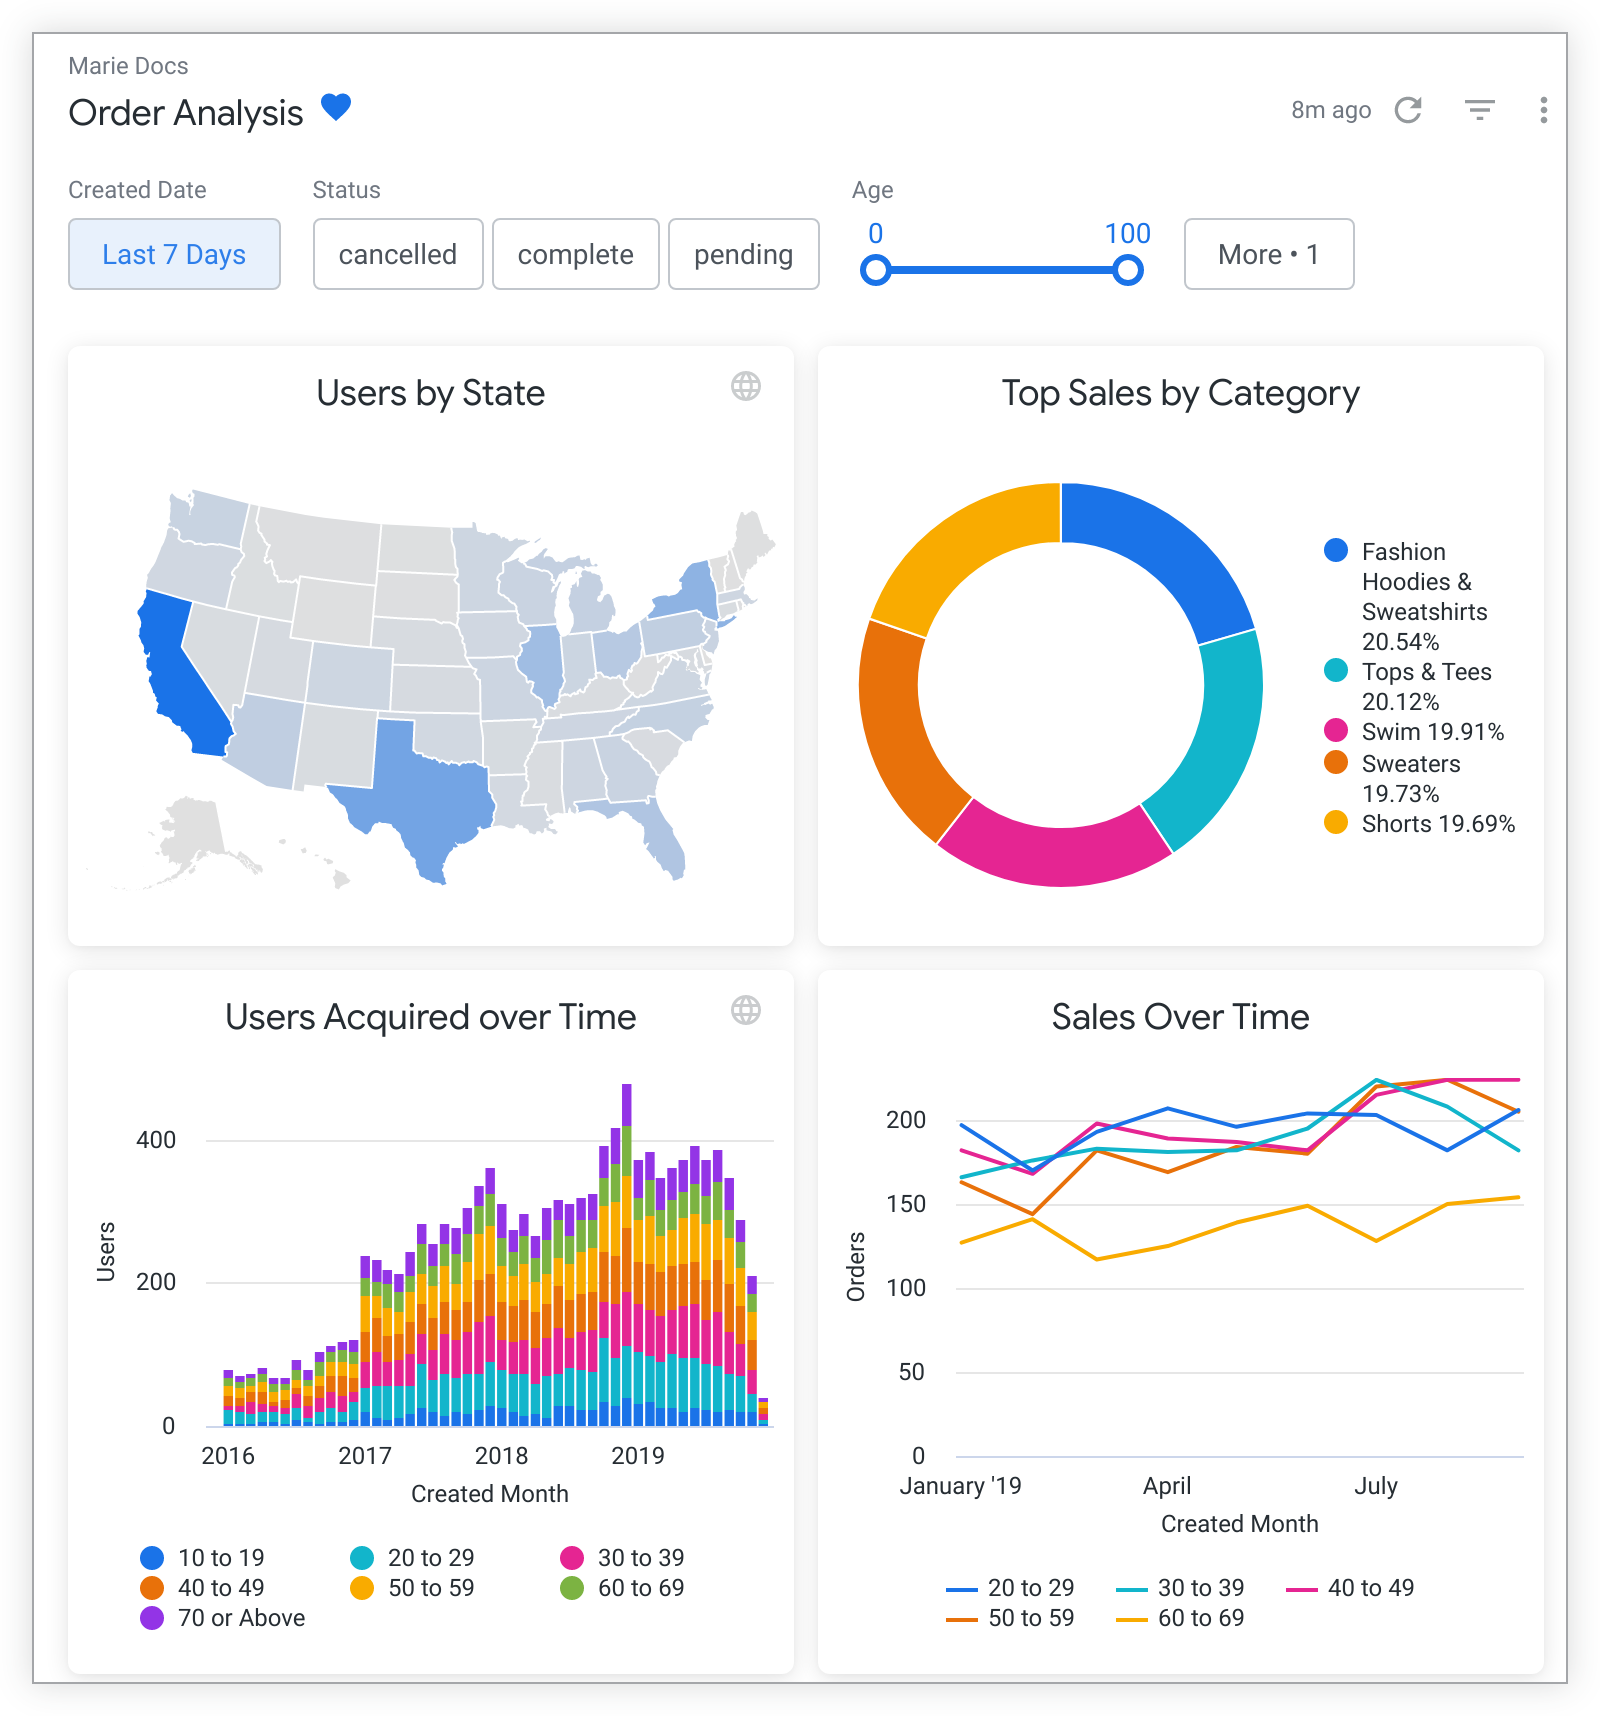 Marie Docs
Order Analysis
8m ago
Created Date
Status
Age
Last 7 Days
cancelled
complete
pending
0
100
More • 1
Users by State
Top Sales by Category
Fashion
Hoodies &
Sweatshirts
20.54%
Tops & Tees
20.12%
Swim 19.91%
Sweaters
19.73%
Shorts 19.69%
Users Acquired over Time
400
200
0
Users
2016
2017
2018
2019
Created Month
10 to 19
20 to 29
30 to 39
40 to 49
50 to 59
60 to 69
70 or Above
Sales Over Time
200
150
100
50
0
Orders
January '19
April
July
Created Month
20 to 29
30 to 39
40 to 49
50 to 59
60 to 69